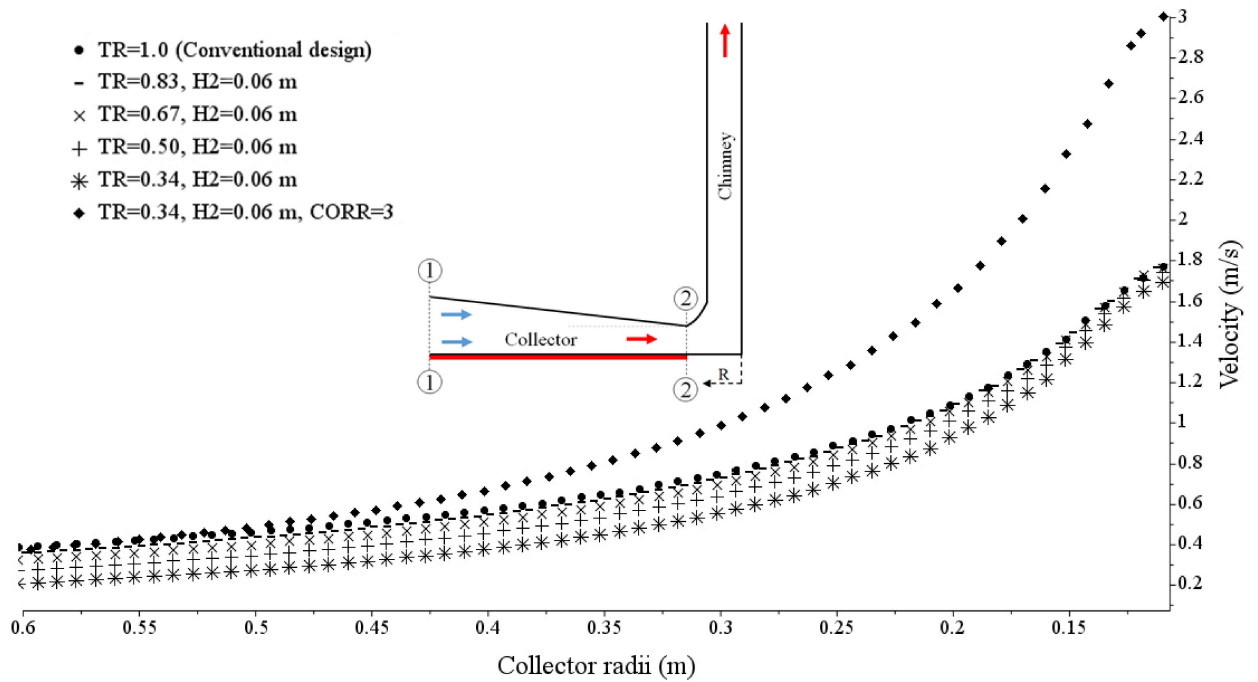 TR=1.0 (Conventional design)
TR=0.83, H2=0.06 m
TR=0.67, H2=0.06 m
TR=0.50, H2=0.06 m
TR=0.34, H2=0.06 m
TR=0.34, H2=0.06 m, CORR=3
Chimney
1
2
Collector
R
1
2
3
2.8
2.6
2.4
2.2
2
1.8
1.6
1.4
1.2
1
0.8
0.6
0.4
0.2
Velocity (m/s)
0.6 0.55 0.5 0.45 0.4 0.35 0.3 0.25 0.2 0.15
Collector radii (m)